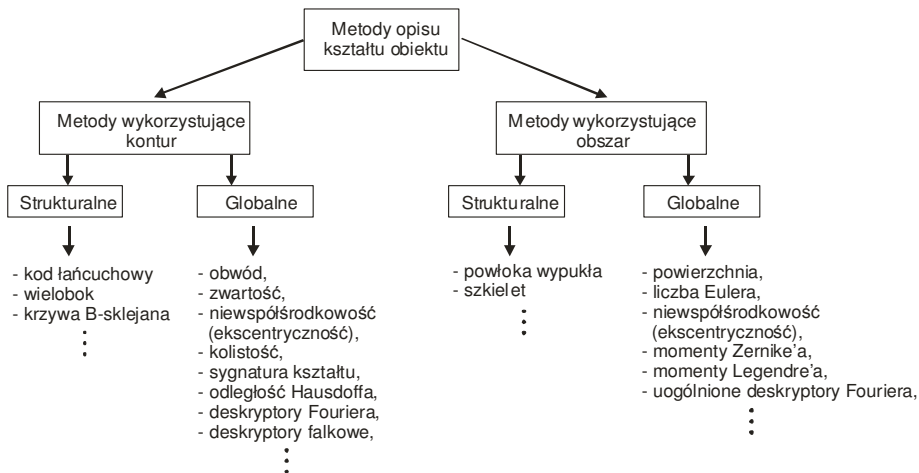 Metody opisu
kształtu obiektu
Metody wykorzystujące
kontur
Metody wykorzystujące
obszar
Strukturalne
Globalne
Strukturalne
Globalne
- kod łańcuchowy
- wielobok
- krzywa B-sklejana
- obwód,
- zwartość,
- niewspółśrodkowość
(ekscentryczność),
- kolistość,
- sygnatura kształtu,
- odległość Hausdoffa,
- deskryptory Fouriera,
- deskryptory falkowe,
- powłoka wypukła
- szkielet
- powierzchnia,
- liczba Eulera,
- niewspółśrodkowość
(ekscentryczność),
- momenty Zernike'a,
- momenty Legendre'a,
- uogólnione deskryptory Fouriera,